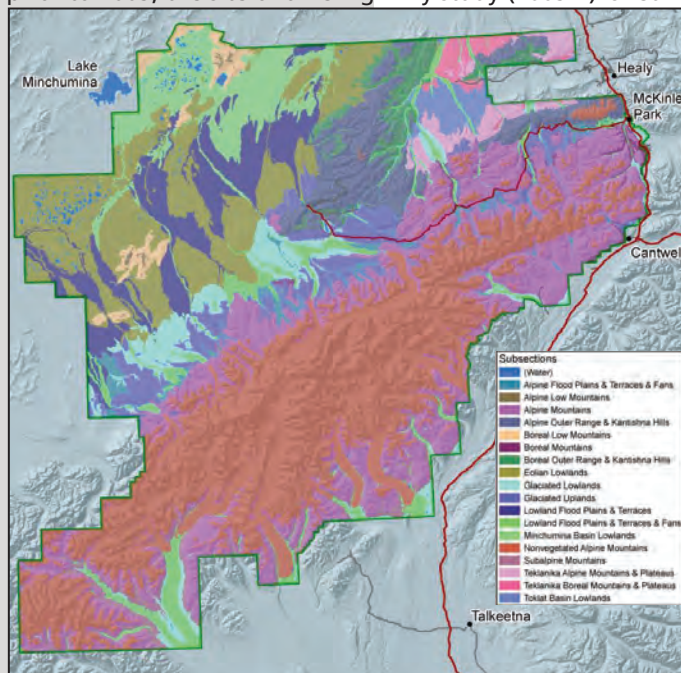 Lake
Minchumina
Healy
McKinley
Park
Cantwell
Subsections
(Water)
Alpine Flood Plains & Terraces & Fans
Alpine Low Mountains
Alpine Mountains
Alpine Outer Range & Kantishna Hills
Boreal Low Mountains
Boreal Mountains
Boreal Outer Range & Kantishna Hills
Eolian Lowlands
Glaciated Lowlands
Glaciated Uplands
Lowland Flood Plains & Terraces
Lowland Flood Plains & Terraces & Fans
Minchumina Basin Lowlands
Nonvegetated Alpine Mountains
Subalpine Mountains
Teklanika Alpine Mountains & Plateaus
Teklanika Boreal Mountains & Plateaus
Toklat Basin Lowlands
Talkeetna